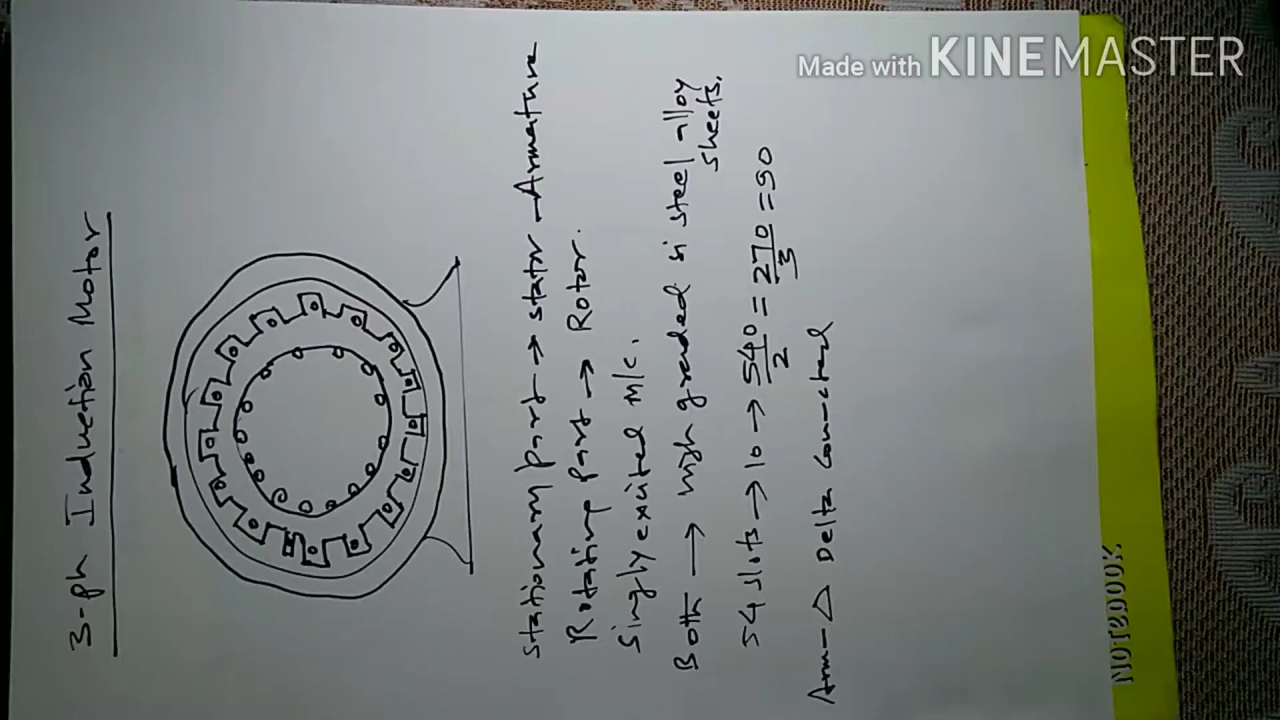 Made with KINEMASTER
3-ph Induction Motor
Stationary part → stator - Armature
Rotating part → Rotor.
Singly excited m/c.
Both → high graded si steel alloy
sheets.
54 slots → 10 → 540/2 = 270/3 = 90
Arm - Δ Delta connected
NOTEBOOK